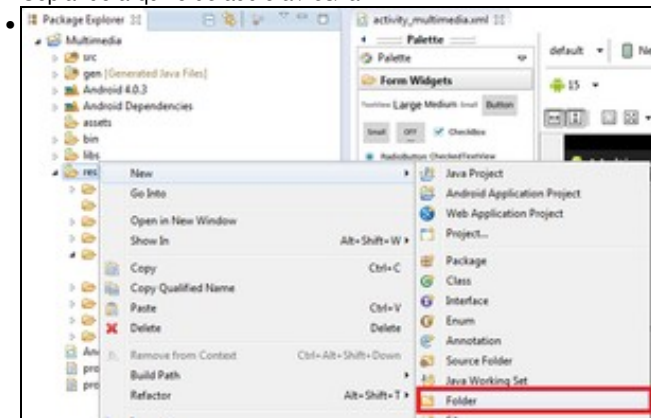 Package Explorer
activity_multimedia.xml
Multimedia
src
gen [Generated Java Files]
Android 4.0.3
Android Dependencies
assets
bin
libs
res
Palette
Palette
Form Widgets
TextView Large Medium Small Button
Small OFF CheckBox
RadioButton CheckedTextView
default
15
New
Go Into
Open in New Window
Show In Alt+Shift+W
Copy Ctrl+C
Copy Qualified Name
Paste Ctrl+V
Delete Delete
Remove from Context Ctrl+Alt+Shift+Down
Build Path
Refactor Alt+Shift+T
Java Project
Android Application Project
Web Application Project
Project...
Package
Class
Interface
Enum
Annotation
Source Folder
Java Working Set
Folder